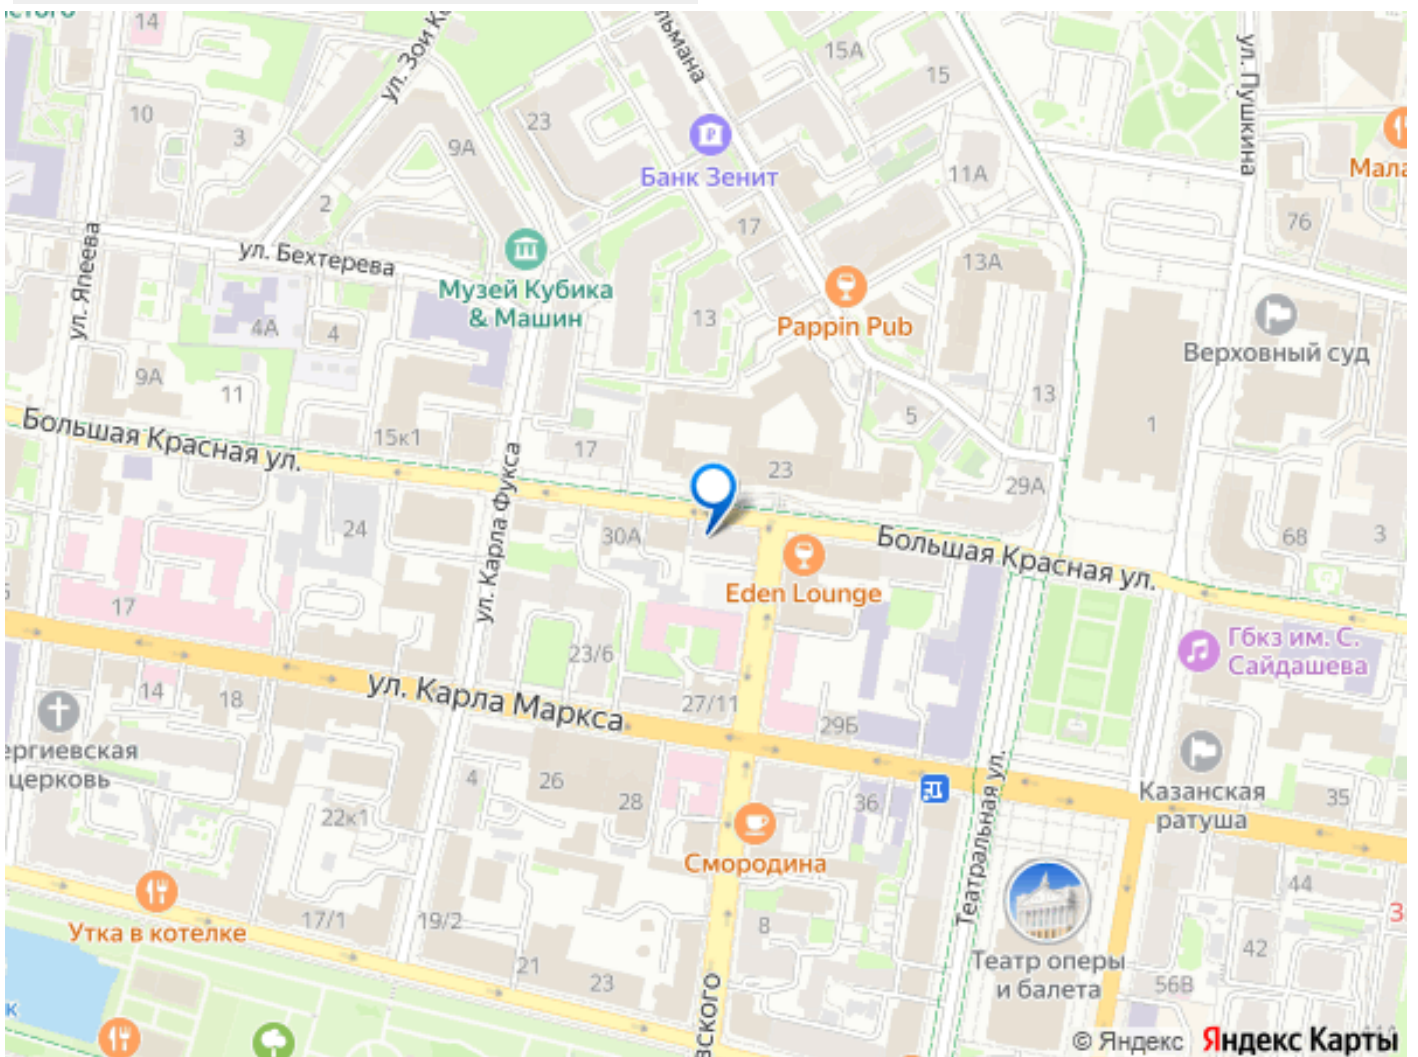 14
10
3
ул. Зои К
23
9А
льмана
15А
15
ул. Пушкина
Банк Зенит
11А
Мала
2
17
76
ул. Япеева
ул. Бехтерева
Музей Кубика
& Машин
13А
4А
4
13
Pappin Pub
Верховный суд
9А
11
5
13
1
Большая Красная ул.
15к1
17
23
29А
ул. Карла Фукса
24
30А
Большая Красная ул.
68
3
Eden Lounge
17
Гбкз им. С.
Сайдашева
23/6
14
18
ул. Карла Маркса
27/11
29Б
ергиевская
церковь
4
26
28
36
Казанская
ратуша
35
22к1
Театральная ул.
Смородина
44
З
Утка в котелке
17/1
19/2
8
42
Театр оперы
и балета
21
23
56В
вского
к
© Яндекс Яндекс Карты